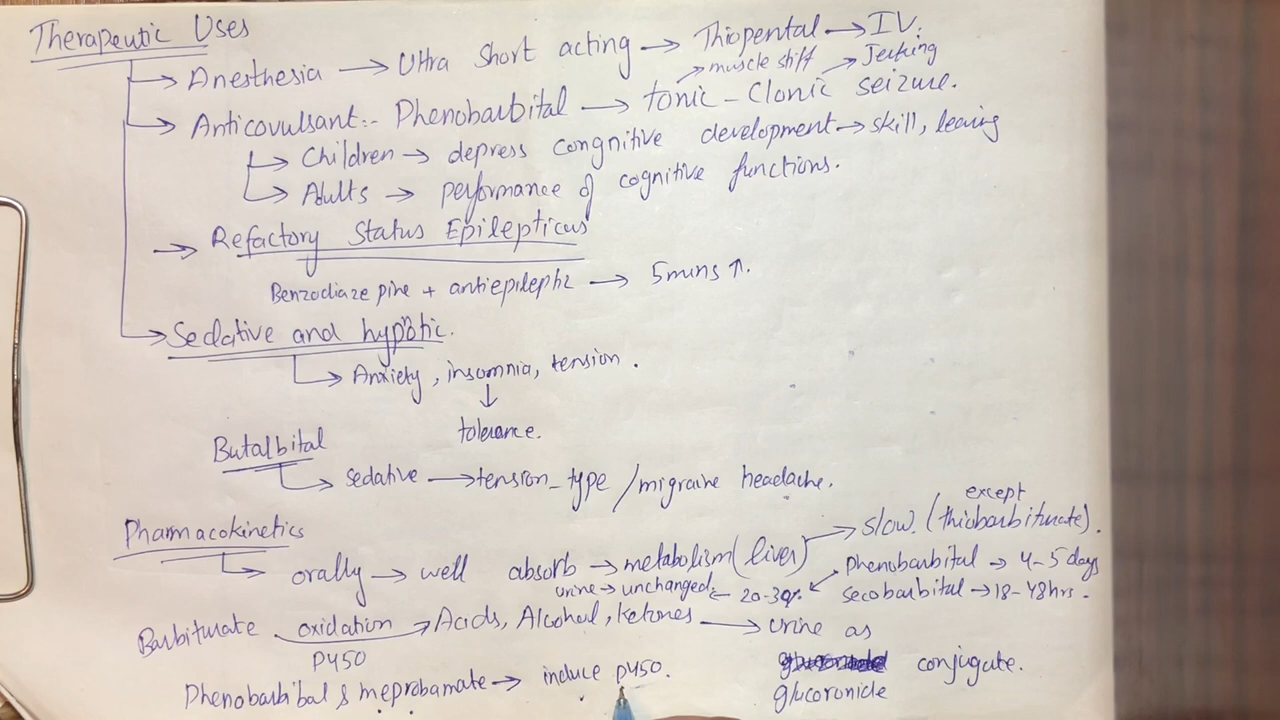 Therapeutic Uses
→ Anesthesia → Ultra Short acting → Thiopental → IV.
→ muscle stiff → Jerking
→ Anticovulsant:- Phenobarbital → tonic-Clonic seizure.
→ Children → depress congnitive development → skill, learing
→ Adults → performance of cognitive functions.
→ Refactory Status Epilepticus
Benzodiazepine + antiepileptic → 5mins ↑.
→ Sedative and hypnotic.
→ Anxiety, insomnia, tension.
↓
tolerance.
Butalbital
→ sedative → tension_type / migraine headache.
Pharmacokinetics
except
→ orally → well absorb → metabolism (liver) → slow. (thiobarbiturate).
Phenobarbital → 4-5 days
urine → unchanged. ← 20-30% ← Secobarbital → 18-48hrs.
Barbiturate oxidation → Acids, Alcohol, ketones → urine as
P450
glucoronide conjugate.
Phenobarbital & meprobamate → induce p450.